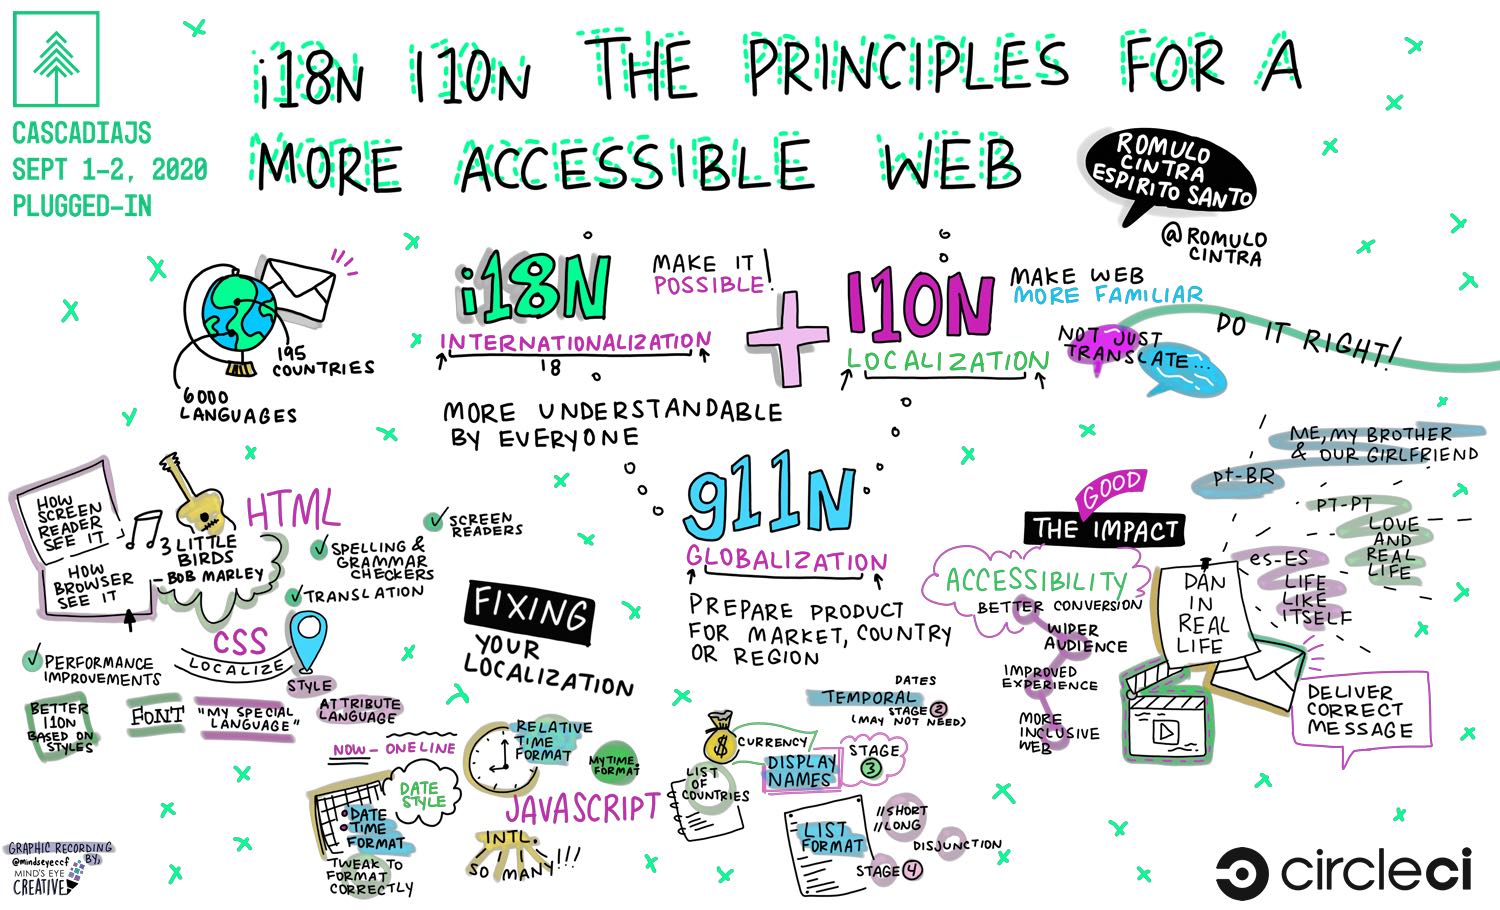 CASCADIAJS
SEPT 1-2, 2020
PLUGGED-IN
i18N l10N THE PRINCIPLES FOR A
MORE ACCESSIBLE WEB
ROMULO
CINTRA
ESPIRITO SANTO
@ROMULO
CINTRA
195
COUNTRIES
6000
LANGUAGES
i18N
INTERNATIONALIZATION
18
MAKE IT
POSSIBLE!
MORE UNDERSTANDABLE
BY EVERYONE
+
l10N
LOCALIZATION
MAKE WEB
MORE FAMILIAR
NOT JUST
TRANSLATE...
DO IT RIGHT!
g11N
GLOBALIZATION
PREPARE PRODUCT
FOR MARKET, COUNTRY
OR REGION
HOW
SCREEN
READER
SEE IT
HOW
BROWSER
SEE IT
3 LITTLE
BIRDS
- BOB MARLEY
HTML
SCREEN
READERS
SPELLING &
GRAMMAR
CHECKERS
TRANSLATION
CSS
LOCALIZE
PERFORMANCE
IMPROVEMENTS
STYLE
ATTRIBUTE
LANGUAGE
BETTER
l10N
BASED ON
STYLES
FONT
"MY SPECIAL
LANGUAGE"
FIXING
YOUR
LOCALIZATION
NOW - ONE LINE
DATE
STYLE
DATE
TIME
FORMAT
TWEAK TO
FORMAT
CORRECTLY
RELATIVE
TIME
FORMAT
MY TIME.
FORMAT
JAVASCRIPT
INTL.
SO MANY!!!
CURRENCY
LIST
OF
COUNTRIES
DISPLAY
NAMES
STAGE
3
DATES
TEMPORAL
STAGE 2
(MAY NOT NEED)
LIST
FORMAT
//SHORT
//LONG
DISJUNCTION
STAGE 4
GOOD
THE IMPACT
ACCESSIBILITY
BETTER CONVERSION
WIDER
AUDIENCE
IMPROVED
EXPERIENCE
MORE
INCLUSIVE
WEB
ME, MY BROTHER
& OUR GIRLFRIEND
pt-BR
PT-PT
LOVE
AND
REAL
LIFE
es-ES
LIFE
LIKE
ITSELF
DAN
IN
REAL
LIFE
DELIVER
CORRECT
MESSAGE
GRAPHIC RECORDING
BY,
@mindseyeccf
MIND'S EYE
CREATIVE
circleci